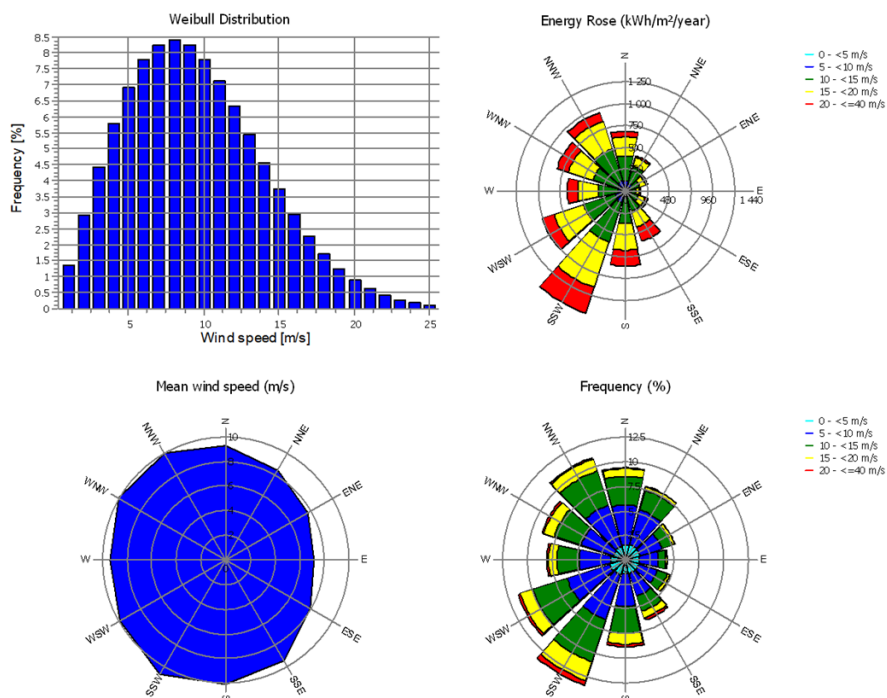 Weibull Distribution
8.5
8
7.5
7
6.5
6
5.5
5
4.5
4
3.5
3
2.5
2
1.5
1
0.5
0
Frequency [%]
5
10
15
20
25
Wind speed [m/s]
Energy Rose (kWh/m²/year)
N
NNE
ENE
E
ESE
SSE
S
SSW
WSW
W
WNW
NNW
1 250
1 000
750
500
480
960
1 440
0 - <5 m/s
5 - <10 m/s
10 - <15 m/s
15 - <20 m/s
20 - <=40 m/s
Mean wind speed (m/s)
N
NNE
ENE
E
ESE
SSE
S
SSW
WSW
W
WNW
NNW
10
Frequency (%)
N
NNE
ENE
E
ESE
SSE
S
SSW
WSW
W
WNW
NNW
12.5
10
7.5
0 - <5 m/s
5 - <10 m/s
10 - <15 m/s
15 - <20 m/s
20 - <=40 m/s